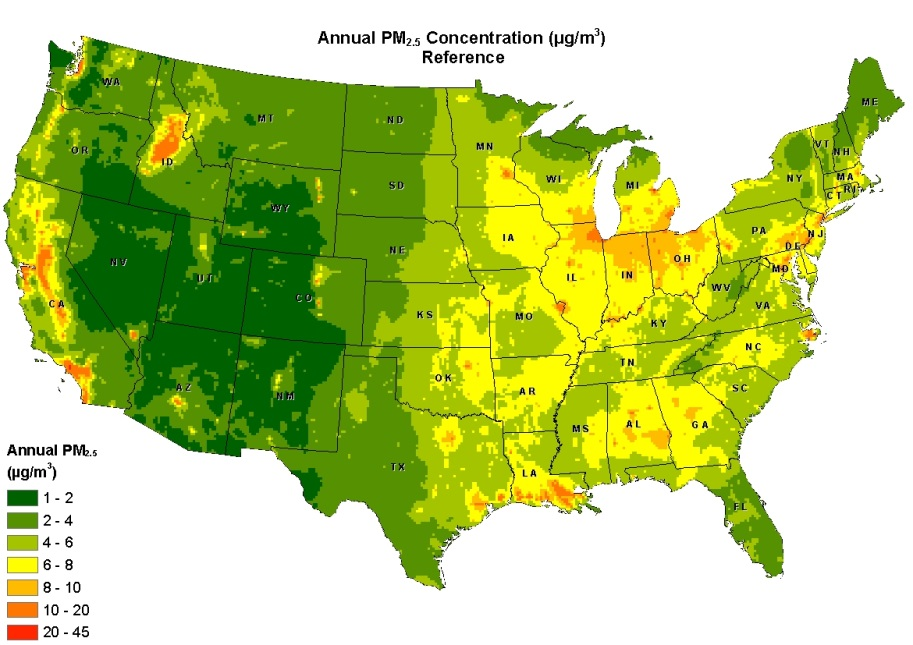 Annual PM2.5 Concentration (µg/m³)
Reference
WA
MT
ND
MN
ME
OR
ID
SD
WI
MI
VT
NH
NY
MA
CT
RI
WY
NE
IA
PA
NJ
NV
UT
CO
IL
IN
OH
DE
MD
WV
VA
CA
KS
MO
KY
NC
TN
AZ
NM
OK
AR
SC
MS
AL
GA
TX
LA
FL
Annual PM2.5
(µg/m³)
1 - 2
2 - 4
4 - 6
6 - 8
8 - 10
10 - 20
20 - 45